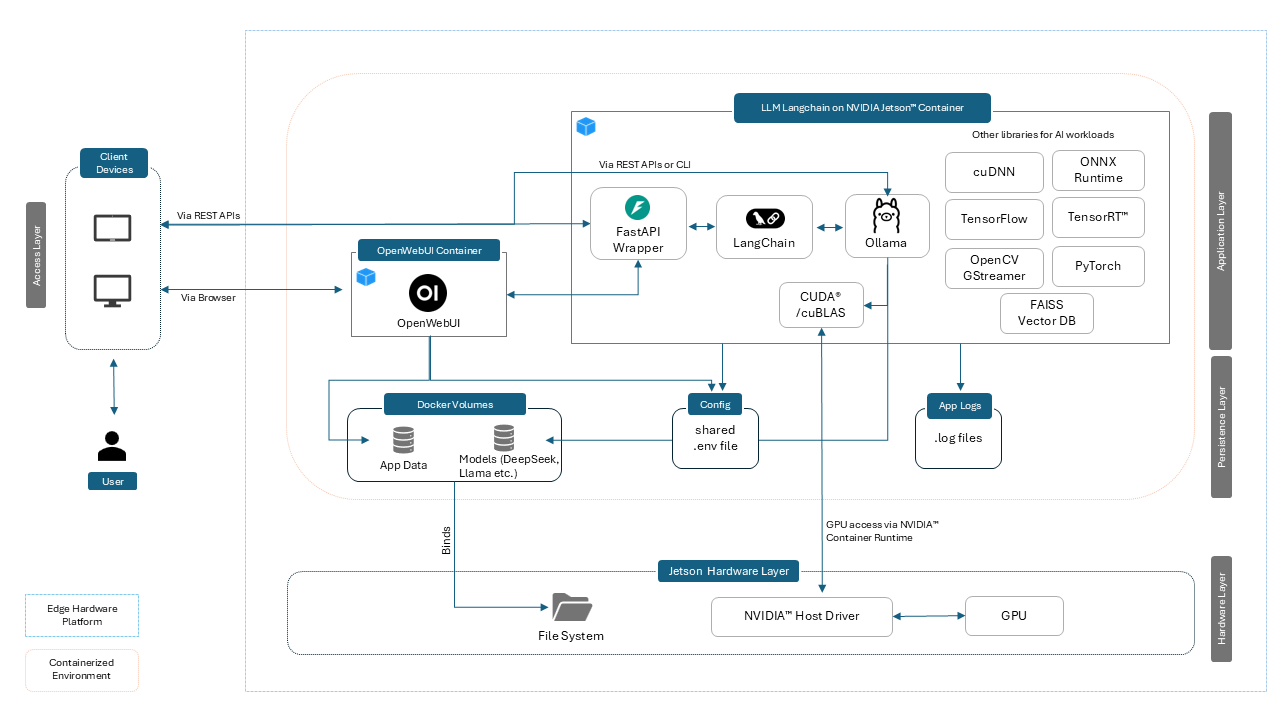 LLM Langchain on NVIDIA Jetson™ Container
Other libraries for AI workloads
Client
Devices
Access Layer
Via REST APIs
Via Browser
User
OpenWebUI Container
OI
OpenWebUI
Via REST APIs or CLI
FastAPI
Wrapper
LangChain
Ollama
CUDA®
/cuBLAS
cuDNN
ONNX
Runtime
TensorFlow
TensorRT™
OpenCV
GStreamer
PyTorch
FAISS
Vector DB
Application Layer
Docker Volumes
App Data
Models (DeepSeek,
Llama etc.)
Config
shared
.env file
App Logs
.log files
Persistence Layer
Binds
GPU access via NVIDIA™
Container Runtime
Jetson Hardware Layer
File System
NVIDIA™ Host Driver
GPU
Hardware Layer
Edge Hardware
Platform
Containerized
Environment